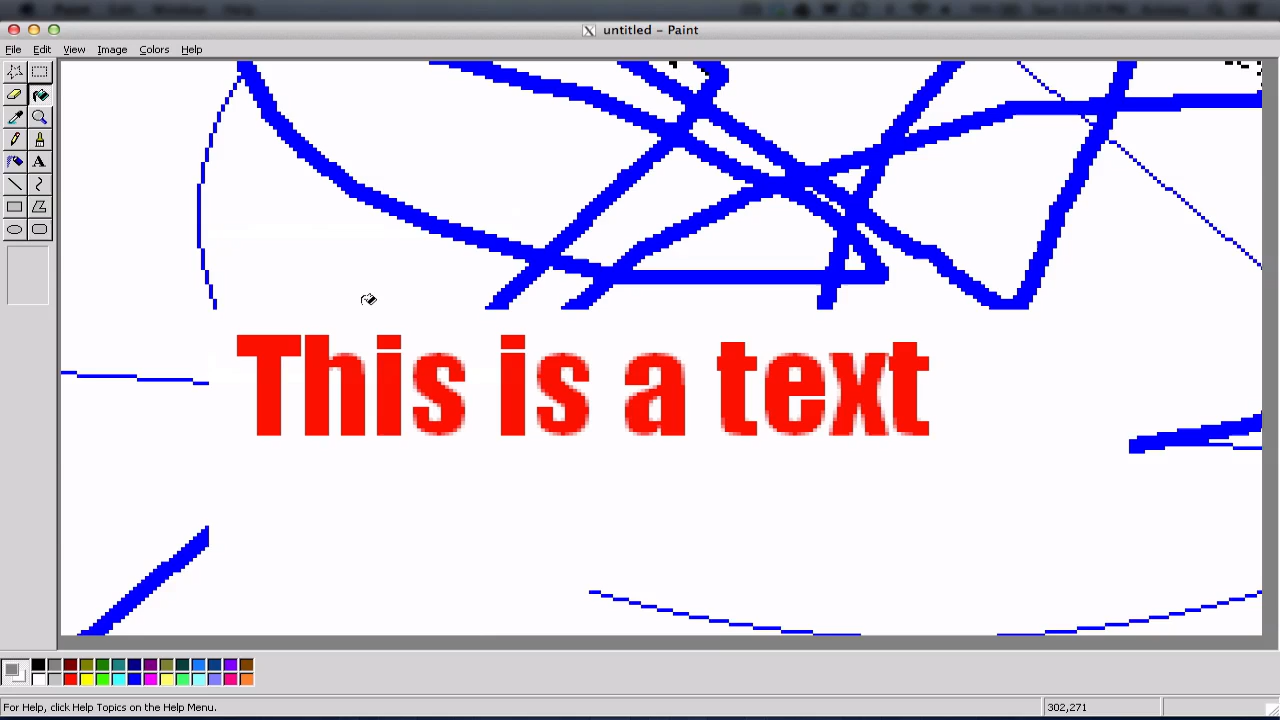 untitled – Paint
File Edit View Image Colors Help
This is a text
For Help, click Help Topics on the Help Menu.
302,271